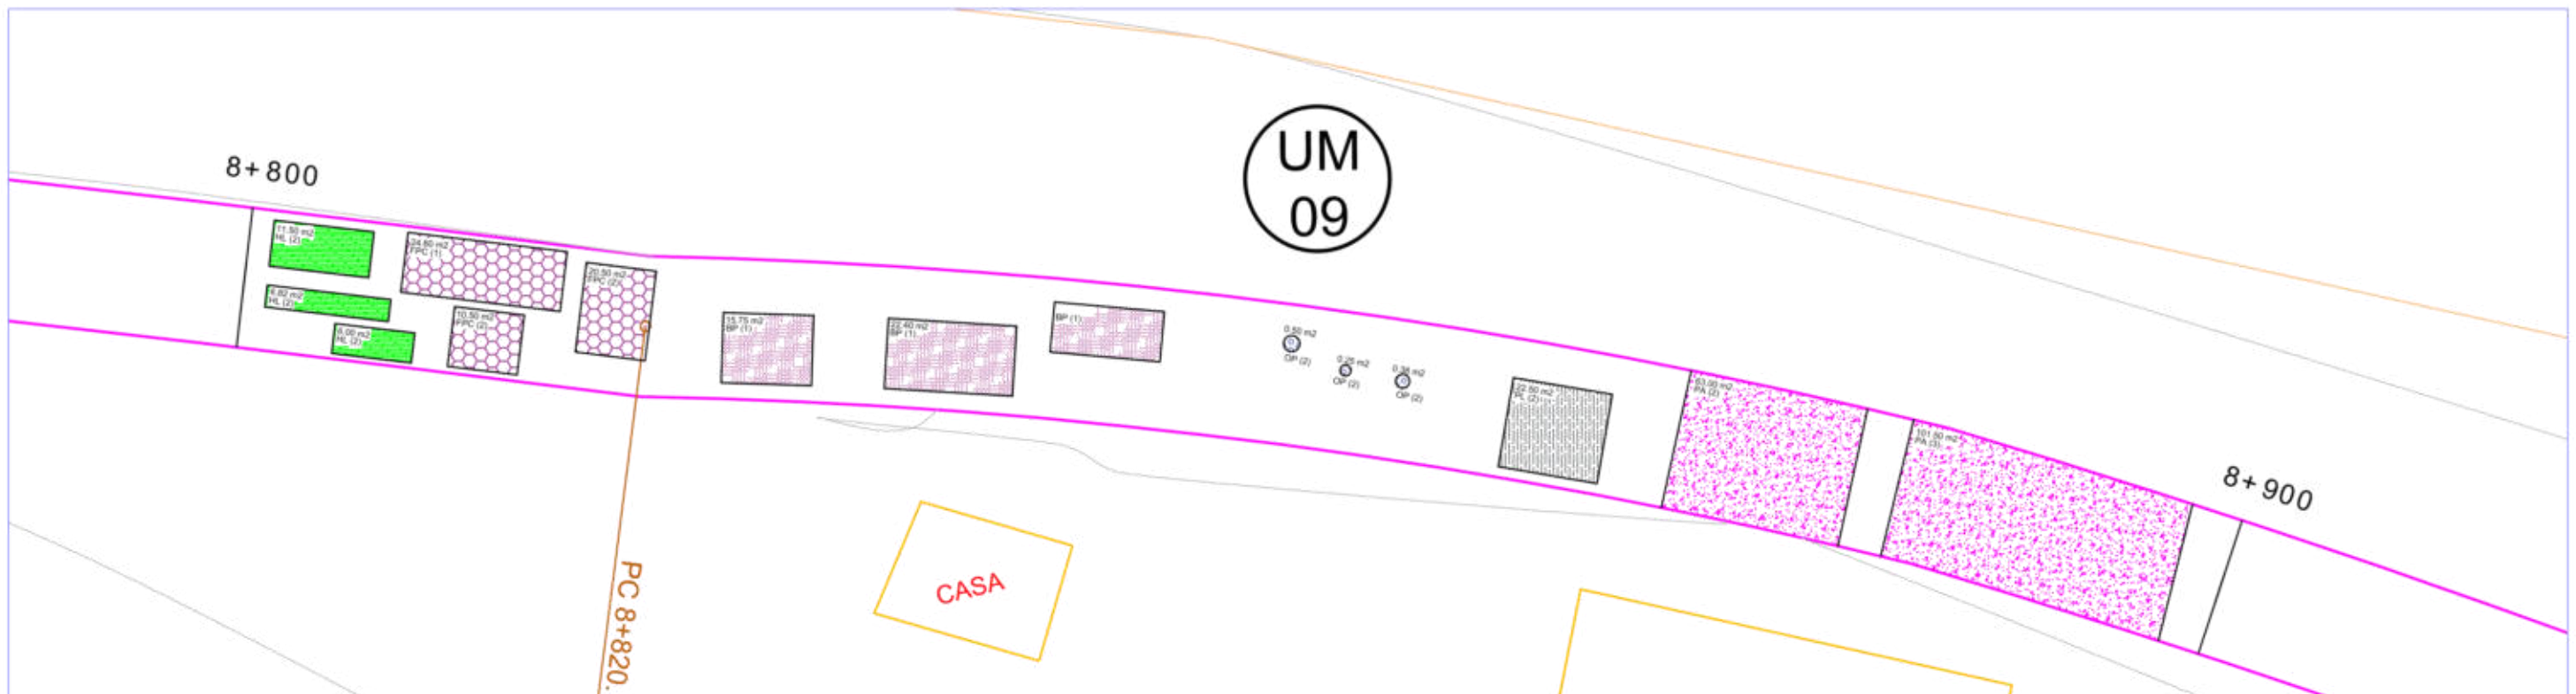 8+800
UM
09
11.50 m2
HL (2)
6.82 m2
HL (2)
6.00 m2
HL (2)
24.80 m2
FPC (1)
10.50 m2
FPC (2)
20.50 m2
FPC (2)
15.75 m2
BP (1)
22.40 m2
BP (1)
BP (1)
0.50 m2
OP (2)
0.25 m2
OP (2)
0.38 m2
OP (2)
22.50 m2
PL (2)
63.00 m2
PA (2)
101.50 m2
PA (3)
8+900
PC 8+820.
CASA